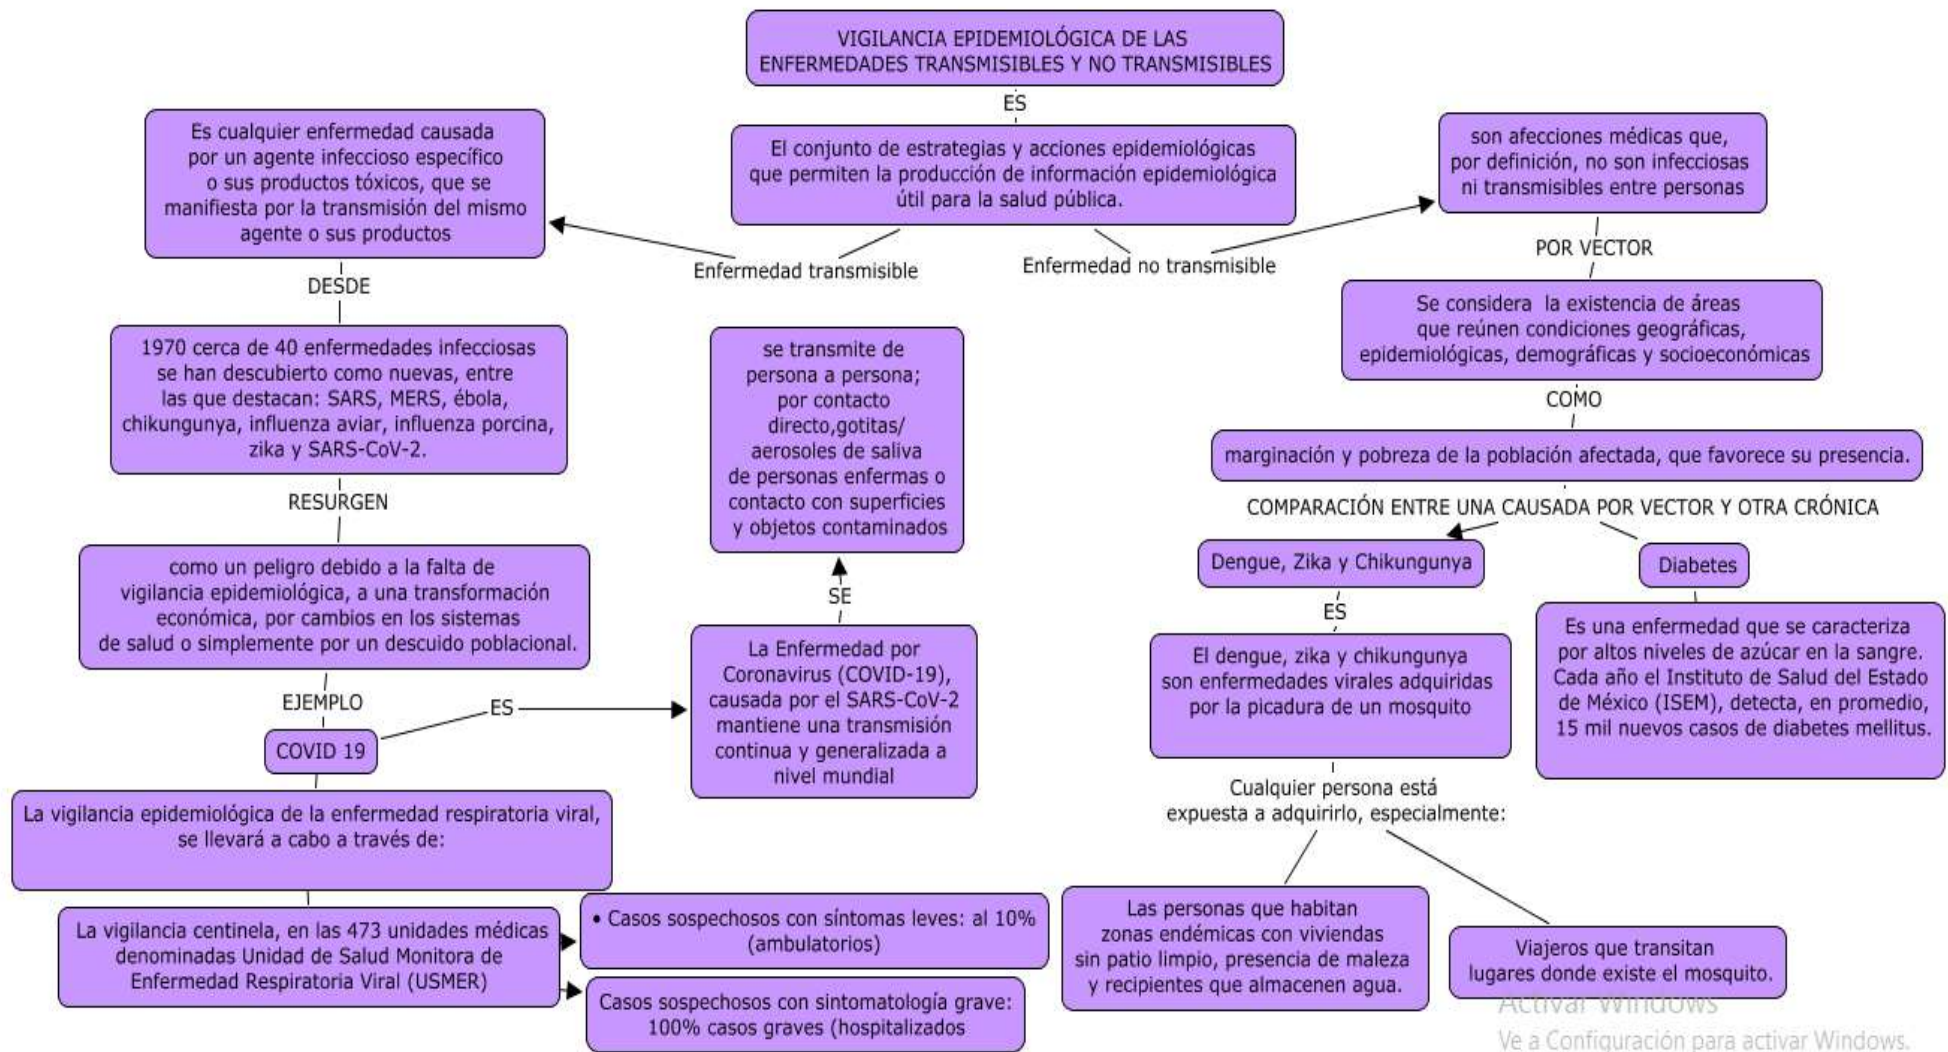 VIGILANCIA EPIDEMIOLÓGICA DE LAS
ENFERMEDADES TRANSMISIBLES Y NO TRANSMISIBLES
ES
El conjunto de estrategias y acciones epidemiológicas
que permiten la producción de información epidemiológica
útil para la salud pública.
Enfermedad transmisible
Es cualquier enfermedad causada
por un agente infeccioso específico
o sus productos tóxicos, que se
manifiesta por la transmisión del mismo
agente o sus productos
DESDE
1970 cerca de 40 enfermedades infecciosas
se han descubierto como nuevas, entre
las que destacan: SARS, MERS, ébola,
chikungunya, influenza aviar, influenza porcina,
zika y SARS-CoV-2.
RESURGEN
como un peligro debido a la falta de
vigilancia epidemiológica, a una transformación
económica, por cambios en los sistemas
de salud o simplemente por un descuido poblacional.
EJEMPLO
COVID 19
ES
La Enfermedad por
Coronavirus (COVID-19),
causada por el SARS-CoV-2
mantiene una transmisión
continua y generalizada a
nivel mundial
SE
se transmite de
persona a persona;
por contacto
directo,gotitas/
aerosoles de saliva
de personas enfermas o
contacto con superficies
y objetos contaminados
La vigilancia epidemiológica de la enfermedad respiratoria viral,
se llevará a cabo a través de:
La vigilancia centinela, en las 473 unidades médicas
denominadas Unidad de Salud Monitora de
Enfermedad Respiratoria Viral (USMER)
• Casos sospechosos con síntomas leves: al 10%
(ambulatorios)
Casos sospechosos con sintomatología grave:
100% casos graves (hospitalizados
Enfermedad no transmisible
son afecciones médicas que,
por definición, no son infecciosas
ni transmisibles entre personas
POR VECTOR
Se considera la existencia de áreas
que reúnen condiciones geográficas,
epidemiológicas, demográficas y socioeconómicas
COMO
marginación y pobreza de la población afectada, que favorece su presencia.
COMPARACIÓN ENTRE UNA CAUSADA POR VECTOR Y OTRA CRÓNICA
Dengue, Zika y Chikungunya
ES
El dengue, zika y chikungunya
son enfermedades virales adquiridas
por la picadura de un mosquito
Cualquier persona está
expuesta a adquirirlo, especialmente:
Las personas que habitan
zonas endémicas con viviendas
sin patio limpio, presencia de maleza
y recipientes que almacenen agua.
Viajeros que transitan
lugares donde existe el mosquito.
Diabetes
Es una enfermedad que se caracteriza
por altos niveles de azúcar en la sangre.
Cada año el Instituto de Salud del Estado
de México (ISEM), detecta, en promedio,
15 mil nuevos casos de diabetes mellitus.
Activar Windows
Ve a Configuración para activar Windows.